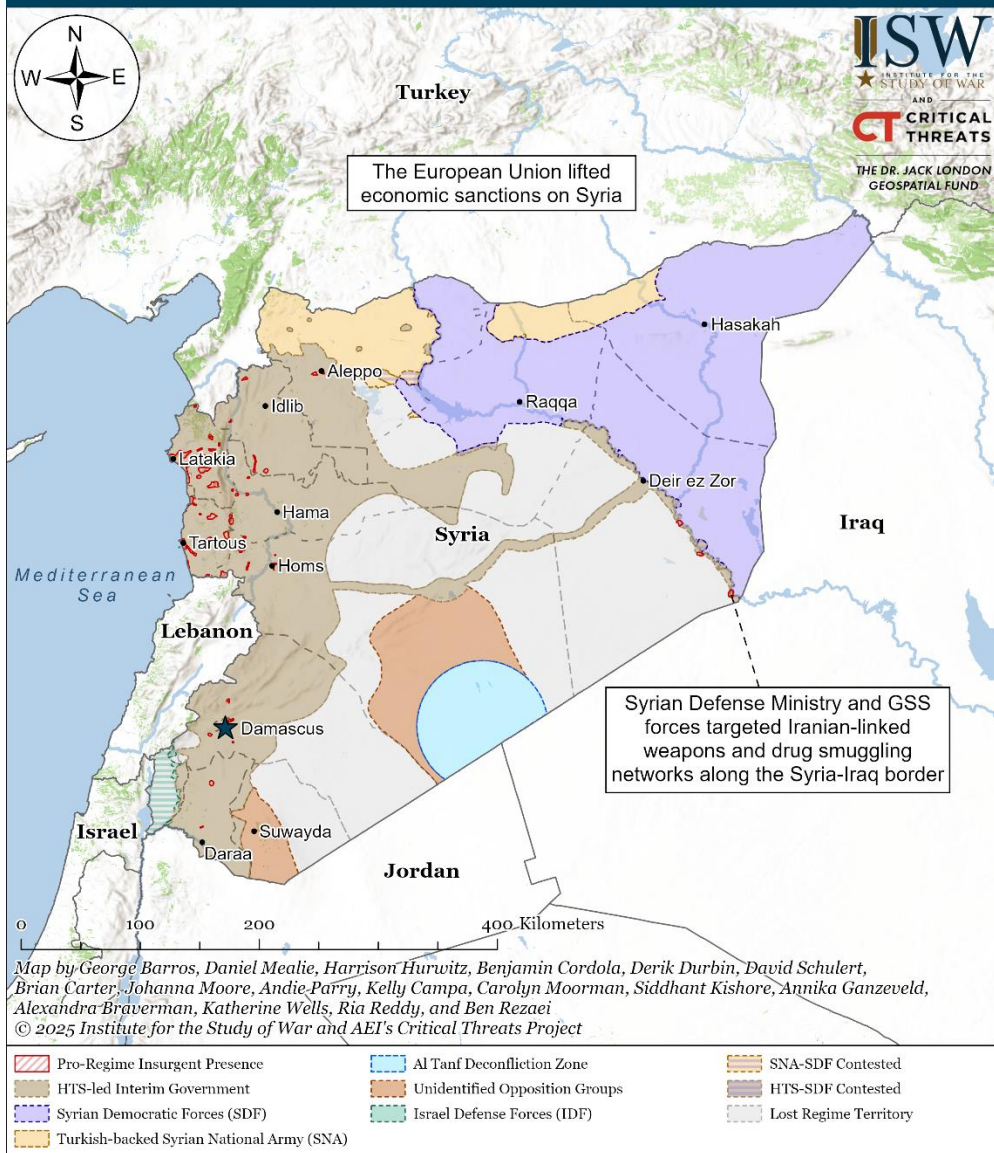 N
W
E
S
ISW
INSTITUTE FOR THE
STUDY OF WAR
AND
CT CRITICAL
THREATS
THE DR. JACK LONDON
GEOSPATIAL FUND
Turkey
The European Union lifted
economic sanctions on Syria
Hasakah
Aleppo
Idlib
Raqqa
Latakia
Deir ez Zor
Hama
Syria
Iraq
Tartous
Homs
Mediterranean
Sea
Lebanon
Syrian Defense Ministry and GSS
forces targeted Iranian-linked
weapons and drug smuggling
networks along the Syria-Iraq border
Damascus
Israel
Suwayda
Daraa
Jordan
0 100 200 400 Kilometers
Map by George Barros, Daniel Mealie, Harrison Hurwitz, Benjamin Cordola, Derik Durbin, David Schulert,
Brian Carter, Johanna Moore, Andie Parry, Kelly Campa, Carolyn Moorman, Siddhant Kishore, Annika Ganzeveld,
Alexandra Braverman, Katherine Wells, Ria Reddy, and Ben Rezaei
© 2025 Institute for the Study of War and AEI's Critical Threats Project
Pro-Regime Insurgent Presence
HTS-led Interim Government
Syrian Democratic Forces (SDF)
Turkish-backed Syrian National Army (SNA)
Al Tanf Deconfliction Zone
Unidentified Opposition Groups
Israel Defense Forces (IDF)
SNA-SDF Contested
HTS-SDF Contested
Lost Regime Territory